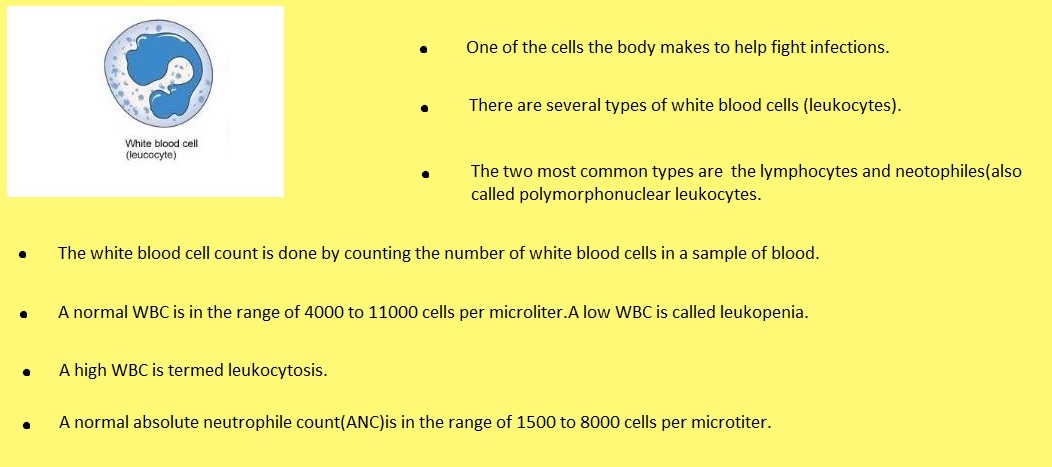 White blood cell
(leucocyte)
• One of the cells the body makes to help fight infections.
• There are several types of white blood cells (leukocytes).
• The two most common types are the lymphocytes and neotophiles(also
called polymorphonuclear leukocytes.
• The white blood cell count is done by counting the number of white blood cells in a sample of blood.
• A normal WBC is in the range of 4000 to 11000 cells per microliter.A low WBC is called leukopenia.
• A high WBC is termed leukocytosis.
• A normal absolute neutrophile count(ANC)is in the range of 1500 to 8000 cells per microtiter.